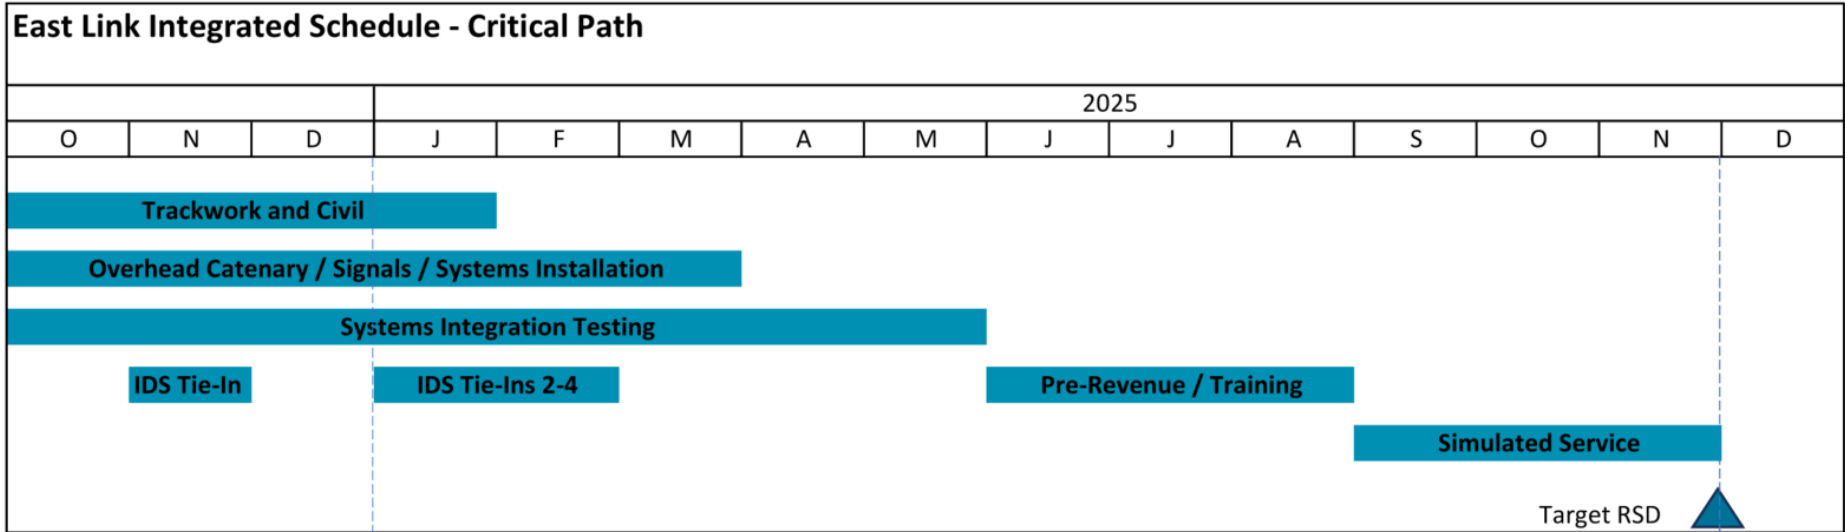 East Link Integrated Schedule - Critical Path
2025
O N D J F M A M J J A S O N D
Trackwork and Civil
Overhead Catenary / Signals / Systems Installation
Systems Integration Testing
IDS Tie-In IDS Tie-Ins 2-4 Pre-Revenue / Training
Simulated Service
Target RSD